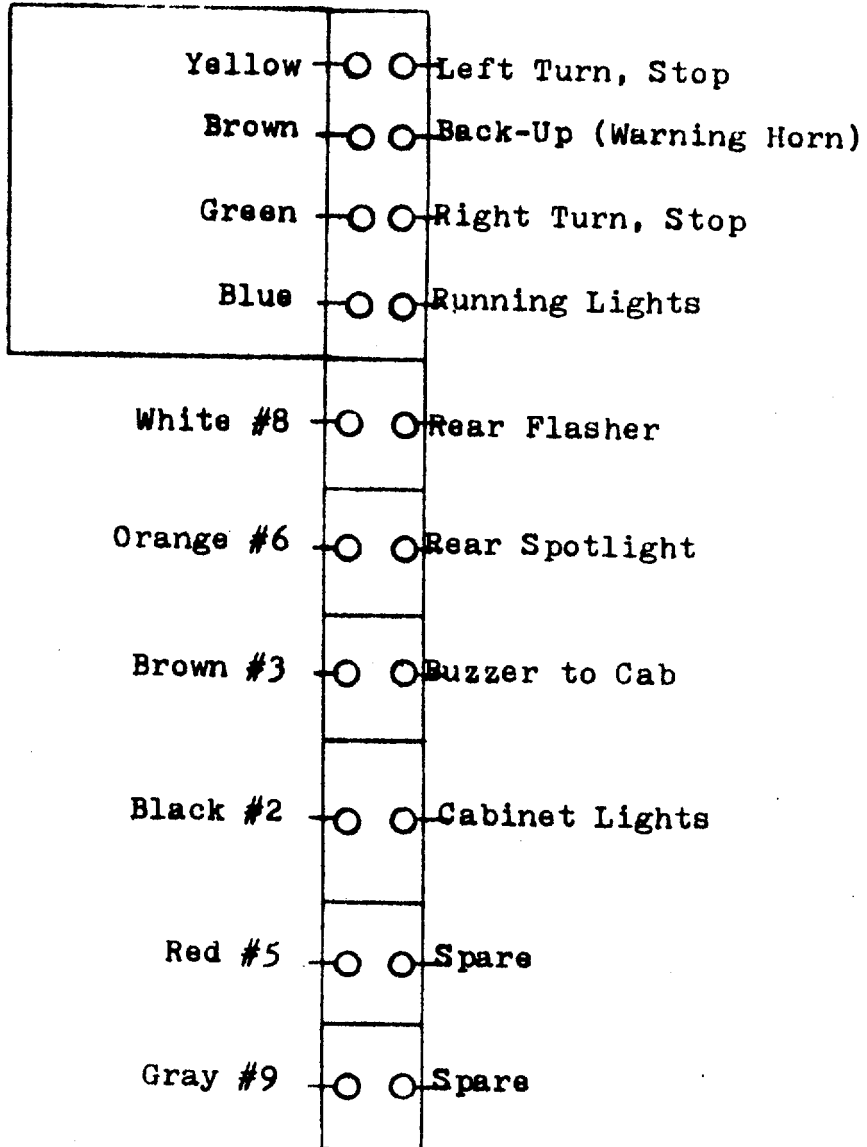 Yellow Left Turn, Stop
Brown Back-Up (Warning Horn)
Green Right Turn, Stop
Blue Running Lights
White #8 Rear Flasher
Orange #6 Rear Spotlight
Brown #3 Buzzer to Cab
Black #2 Cabinet Lights
Red #5 Spare
Gray #9 Spare